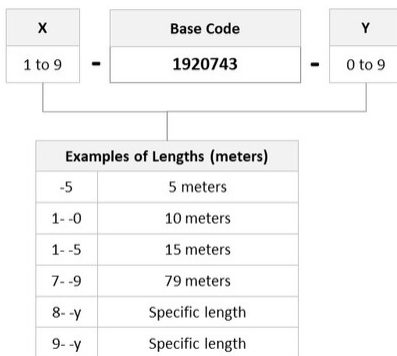 X Base Code Y
1 to 9 - 1920743 - 0 to 9
Examples of Lengths (meters)
-5 5 meters
1- -0 10 meters
1- -5 15 meters
7- -9 79 meters
8- -y Specific length
9- -y Specific length